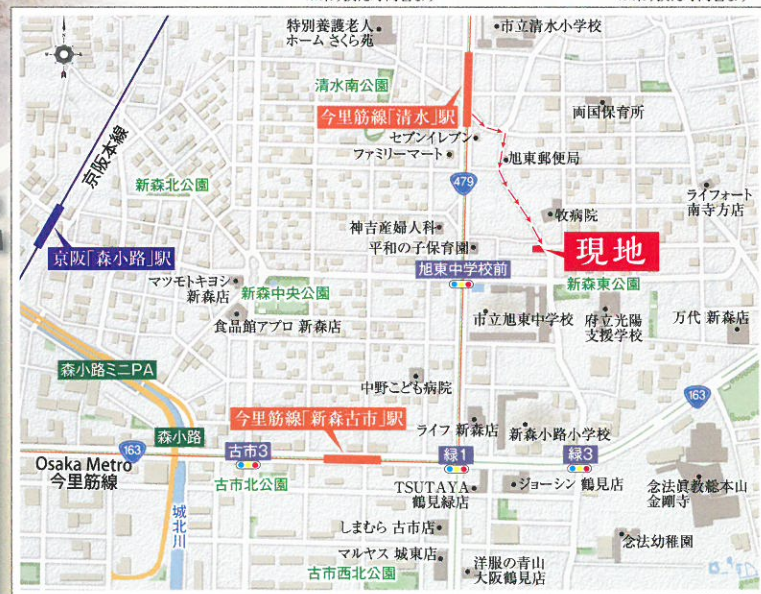 特別養護老人
ホーム さくら苑
市立清水小学校
清水南公園
両国保育所
今里筋線「清水」駅
セブンイレブン
ファミリーマート
旭東郵便局
京阪本線
479
新森北公園
ライフォート
南寺方店
牧病院
神吉産婦人科
平和の子保育園
現地
京阪「森小路」駅
旭東中学校前
マツモトキヨシ
新森店
新森中央公園
新森東公園
食品館アプロ 新森店
市立旭東中学校
府立光陽
支援学校
万代 新森店
森小路ミニPA
中野こども病院
163
今里筋線「新森古市」駅
ライフ 新森店
新森小路小学校
森小路
163
古市3
緑1
緑3
Osaka Metro
今里筋線
古市北公園
TSUTAYA
鶴見緑店
ジョーシン 鶴見店
念法眞教総本山
金剛寺
城北川
しまむら 古市店
念法幼稚園
マルヤス 城東店
洋服の青山
大阪鶴見店
古市西北公園